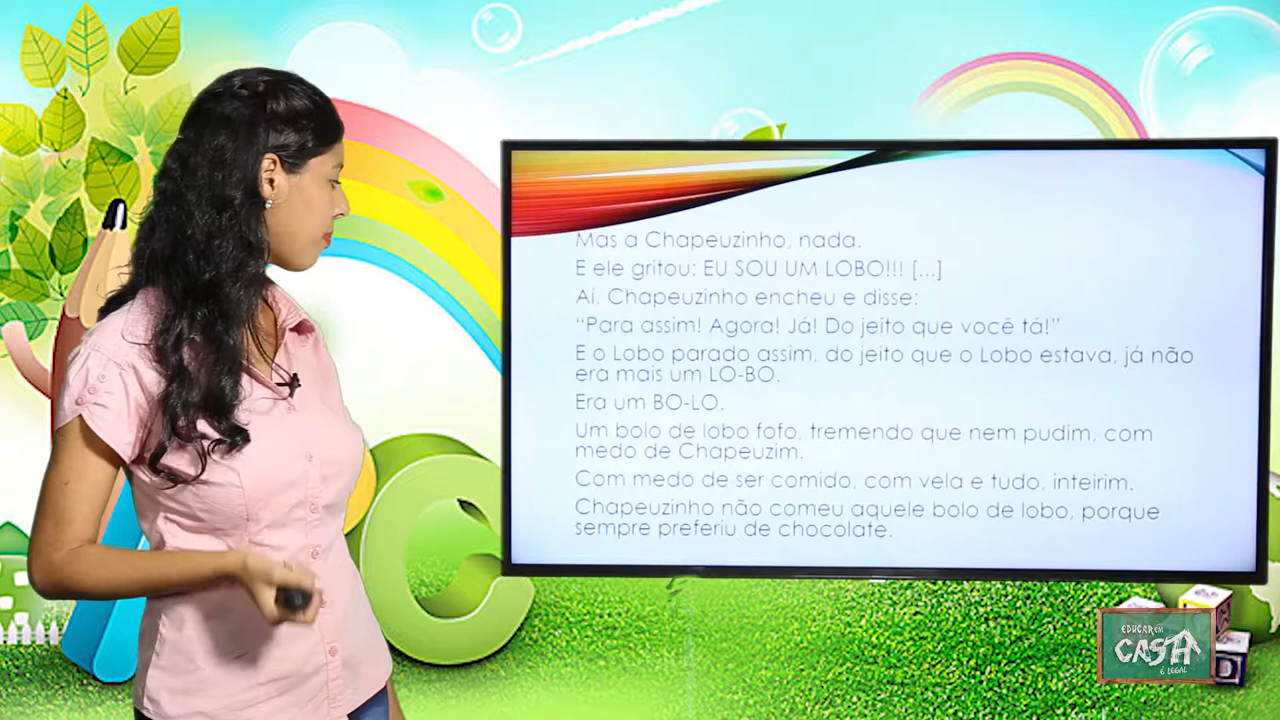 Mas a Chapeuzinho, nada.
E ele gritou: EU SOU UM LOBO!!! [...]
Aí, Chapeuzinho encheu e disse:
“Para assim! Agora! Já! Do jeito que você tá!”
E o Lobo parado assim, do jeito que o Lobo estava, já não
era mais um LO-BO.
Era um BO-LO.
Um bolo de lobo fofo, tremendo que nem pudim, com
medo de Chapeuzim.
Com medo de ser comido, com vela e tudo, inteirim.
Chapeuzinho não comeu aquele bolo de lobo, porque
sempre preferiu de chocolate.
EDUCAR EM
CASA
É LEGAL